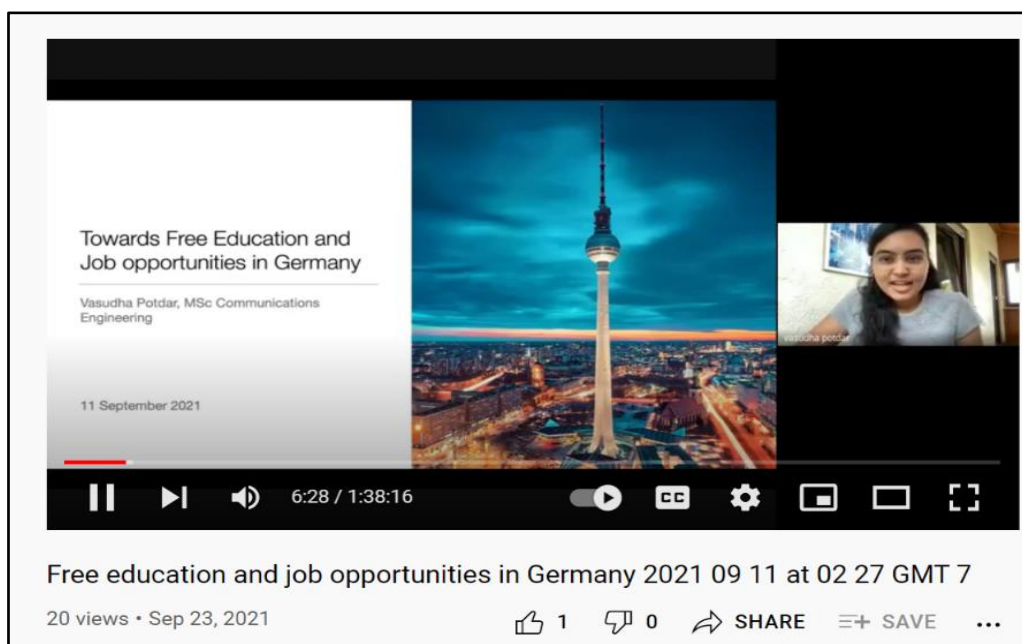 Towards Free Education and
Job opportunities in Germany
Vasudha Potdar, MSc Communications
Engineering
11 September 2021
vasudha potdar
6:28 / 1:38:16
CC
Free education and job opportunities in Germany 2021 09 11 at 02 27 GMT 7
20 views • Sep 23, 2021
1
0
SHARE
SAVE